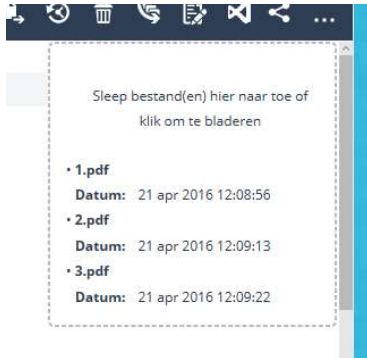 Sleep bestand(en) hier naar toe of
klik om te bladeren
• 1.pdf
Datum: 21 apr 2016 12:08:56
• 2.pdf
Datum: 21 apr 2016 12:09:13
• 3.pdf
Datum: 21 apr 2016 12:09:22